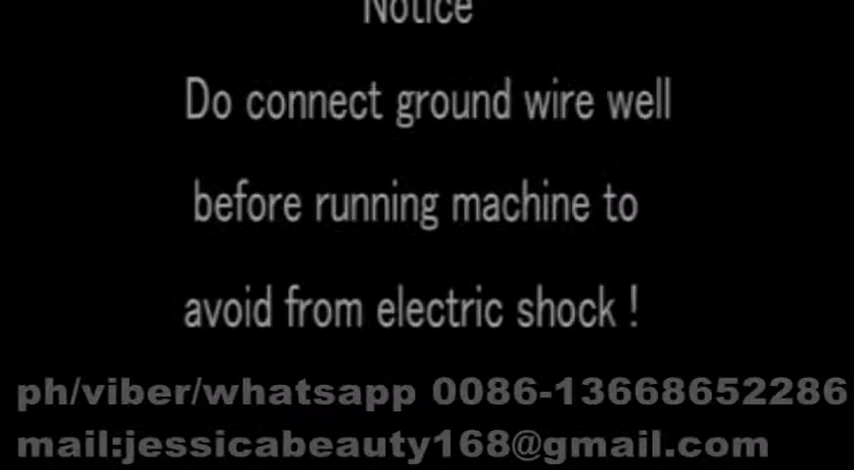 Notice
Do connect ground wire well
before running machine to
avoid from electric shock !
ph/viber/whatsapp 0086-13668652286
mail:jessicabeauty168@gmail.com